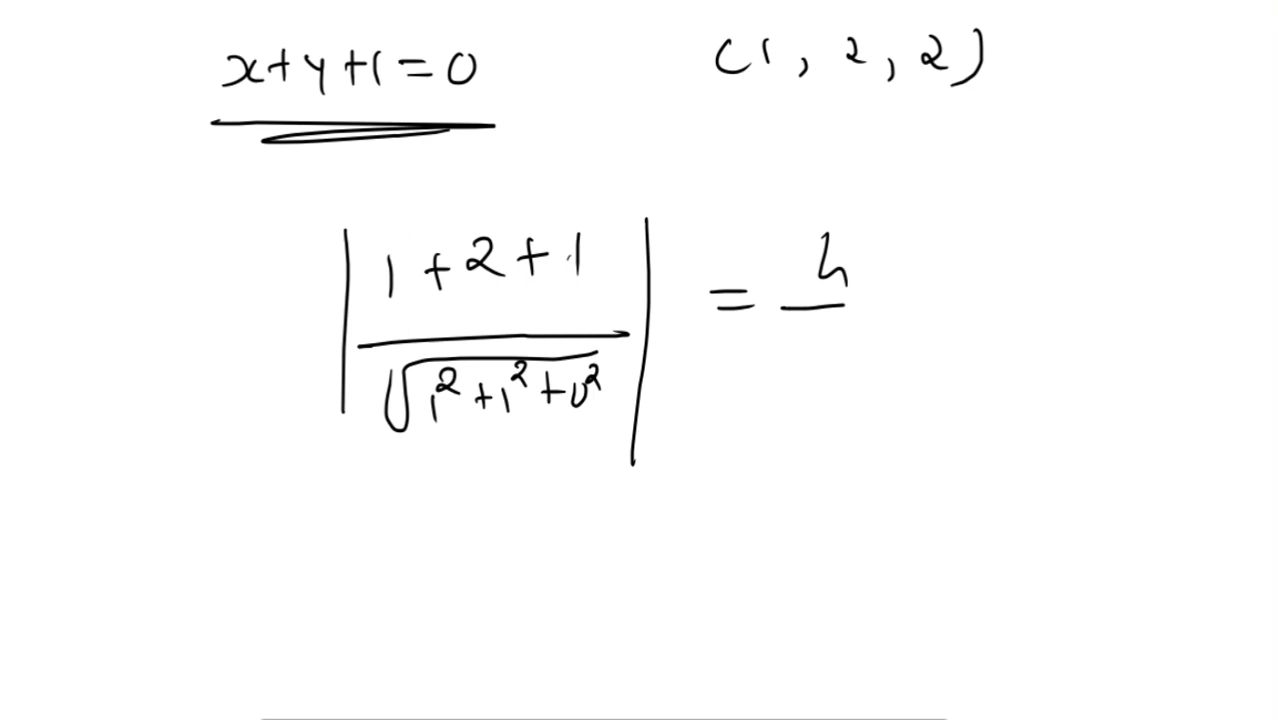 x+y+1=0 (1, 2, 2)
|1+2+1 / √(1²+1²+0²)| = 4